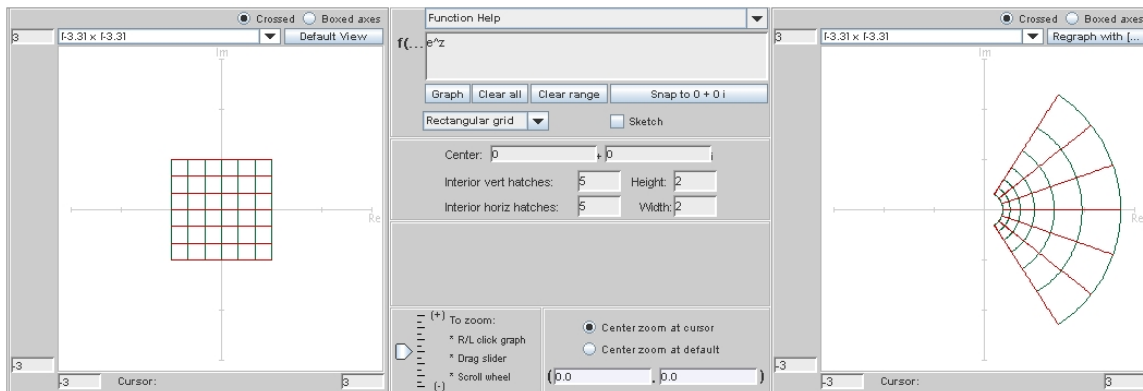 Crossed Boxed axes
3 [-3.3] x [-3.3] Default View
Im
Re
-3
-3 Cursor: 3
Function Help
f(... e^z
Graph Clear all Clear range Snap to 0 + 0 i
Rectangular grid Sketch
Center: 0 + 0 i
Interior vert hatches: 5 Height: 2
Interior horiz hatches: 5 Width: 2
(+) To zoom:
* R/L click graph
* Drag slider
* Scroll wheel
(-)
Center zoom at cursor
Center zoom at default
( 0.0 , 0.0 )
Crossed Boxed axes
3 [-3.3] x [-3.3] Regraph with [...
Im
Re
-3
-3 Cursor: 3